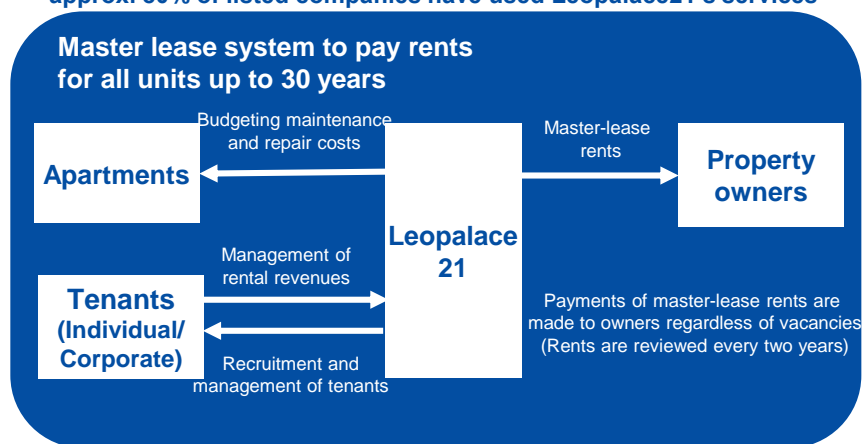 Master lease system to pay rents
for all units up to 30 years
Budgeting maintenance
and repair costs
Master-lease
rents
Apartments
Property
owners
Leopalace
21
Management of
rental revenues
Tenants
(Individual/
Corporate)
Payments of master-lease rents are
made to owners regardless of vacancies
(Rents are reviewed every two years)
Recruitment and
management of tenants